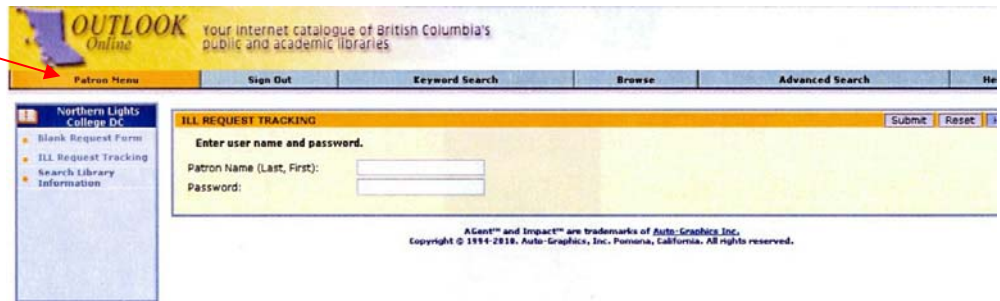 OUTLOOK
Online
Your internet catalogue of British Columbia's
public and academic libraries
Patron Menu
Sign Out
Keyword Search
Browse
Advanced Search
He
Northern Lights
College DC
Blank Request Form
ILL Request Tracking
Search Library
Information
ILL REQUEST TRACKING
Submit
Reset
Enter user name and password.
Patron Name (Last, First):
Password:
AGent™ and Impact™ are trademarks of Auto-Graphics Inc.
Copyright © 1994-2010. Auto-Graphics, Inc. Pomona, California. All rights reserved.